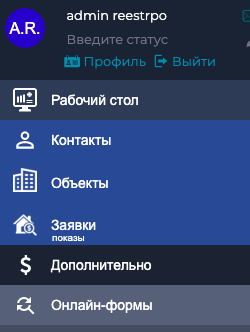 A.R.
admin reestrpo
Введите статус
Профиль Выйти
Рабочий стол
Контакты
Объекты
Заявки
показы
Дополнительно
Онлайн-формы